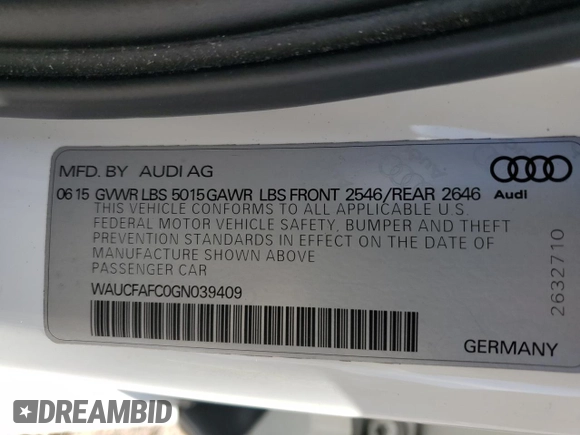 MFD. BY AUDI AG
06 15 GVWR LBS 5015 GAWR LBS FRONT 2546/REAR 2646
THIS VEHICLE CONFORMS TO ALL APPLICABLE U.S.
FEDERAL MOTOR VEHICLE SAFETY, BUMPER AND THEFT
PREVENTION STANDARDS IN EFFECT ON THE DATE OF
MANUFACTURE SHOWN ABOVE
PASSENGER CAR
WAUCFAFC0GN039409
Audi
2632710
GERMANY
DREAMBID